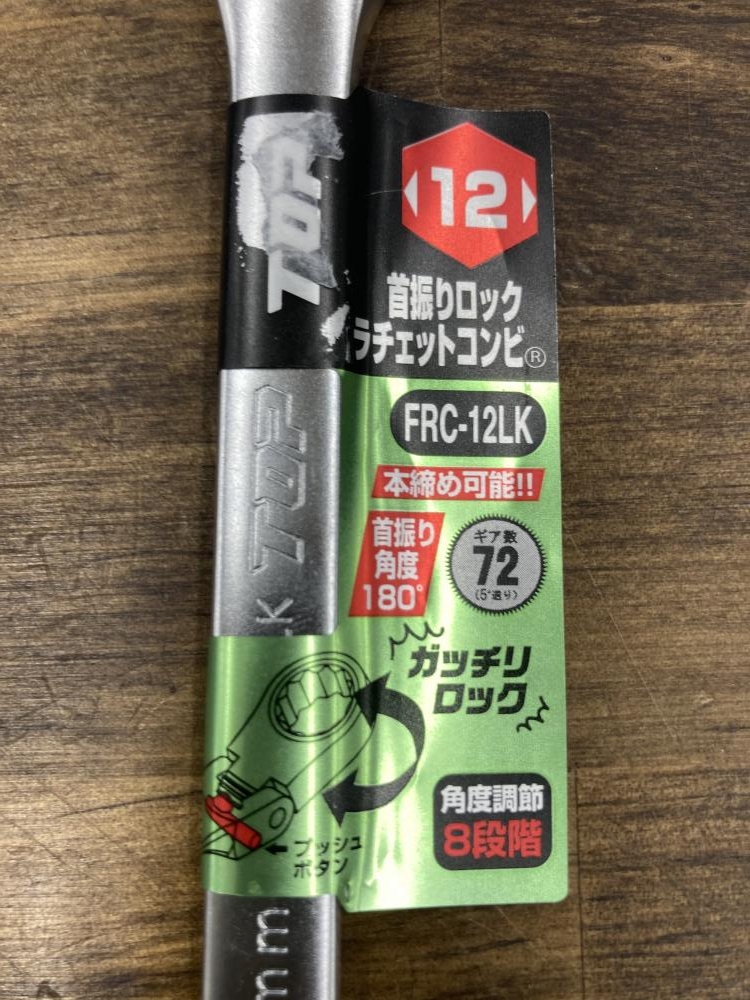 TOP
12
首振りロック
ラチェットコンビ®
FRC-12LK
本締め可能!!
首振り
角度
180°
ギア数
72
(5°送り)
TOP
LK
ガッチリ
ロック
角度調節
8段階
←プッシュ
ボタン
mm